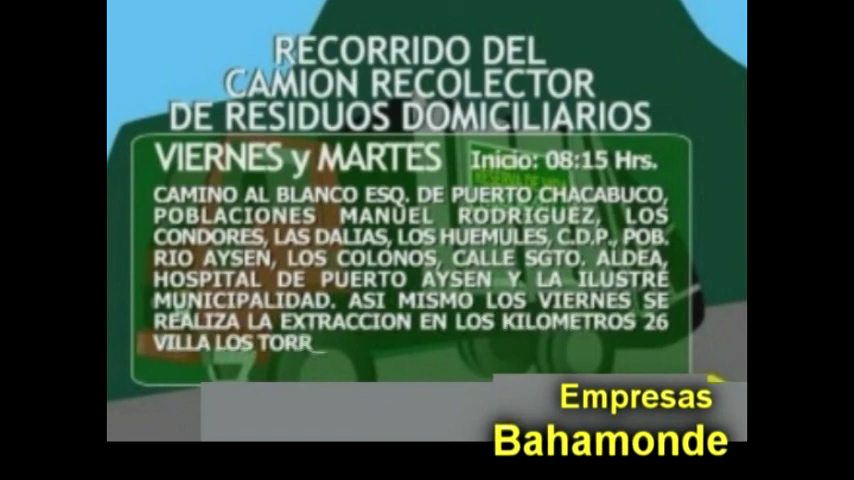 RECORRIDO DEL
CAMION RECOLECTOR
DE RESIDUOS DOMICILIARIOS
VIERNES y MARTES Inicio: 08:15 Hrs.
CAMINO AL BLANCO ESQ. DE PUERTO CHACABUCO,
POBLACIONES MANUEL RODRIGUEZ, LOS
CONDORES, LAS DALIAS, LOS HUEMULES, C.D.P., POB.
RIO AYSEN, LOS COLONOS, CALLE SGTO. ALDEA,
HOSPITAL DE PUERTO AYSEN Y LA ILUSTRE
MUNICIPALIDAD. ASI MISMO LOS VIERNES SE
REALIZA LA EXTRACCION EN LOS KILOMETROS 26
VILLA LOS TORR_
Empresas
Bahamonde